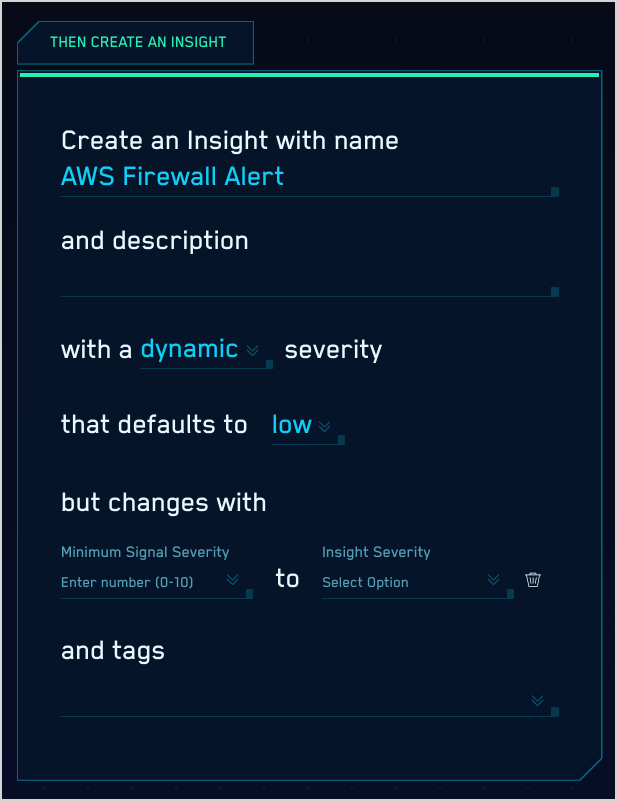 THEN CREATE AN INSIGHT
Create an Insight with name
AWS Firewall Alert
and description
with a dynamic severity
that defaults to low
but changes with
Minimum Signal Severity Insight Severity
Enter number (0-10) to Select Option
and tags